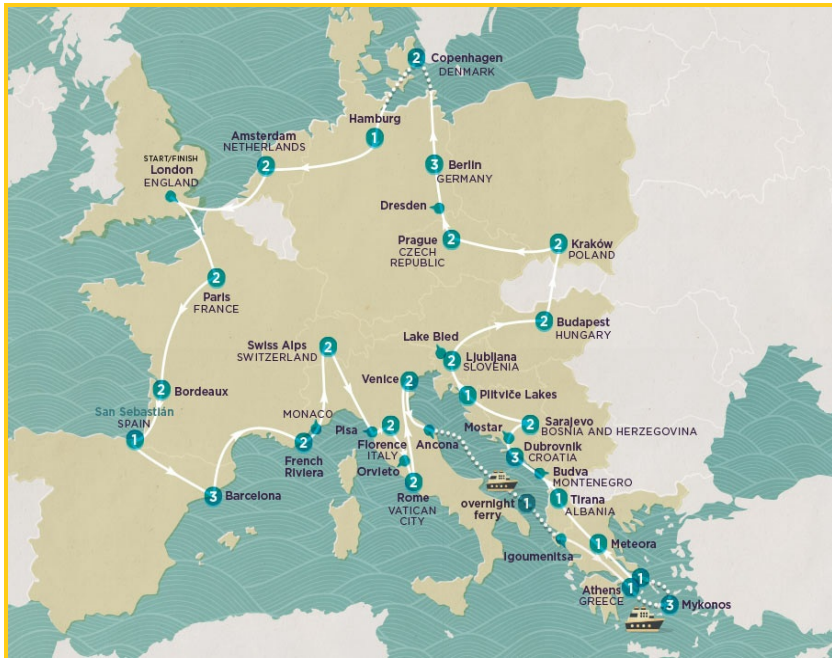 2
Copenhagen
DENMARK
Hamburg
1
Amsterdam
NETHERLANDS
2
START/FINISH
London
ENGLAND
3
Berlin
GERMANY
Dresden
Prague
CZECH
REPUBLIC
2
2
Kraków
POLAND
2
Paris
FRANCE
2
Budapest
HUNGARY
Lake Bled
2
Ljubljana
SLOVENIA
Swiss Alps
SWITZERLAND
2
Venice
2
2
Bordeaux
1
Plitviče Lakes
San Sebastián
SPAIN
1
MONACO
2
French
Riviera
Pisa
2
Florence
ITALY
Orvieto
Ancona
Mostar
2
Sarajevo
BOSNIA AND HERZEGOVINA
3
Dubrovnik
CROATIA
Budva
MONTENEGRO
3
Barcelona
2
Rome
VATICAN
CITY
overnight
ferry
1
1
Tirana
ALBANIA
Igoumenitsa
1
Meteora
Athens
GREECE
1
1
3
Mykonos